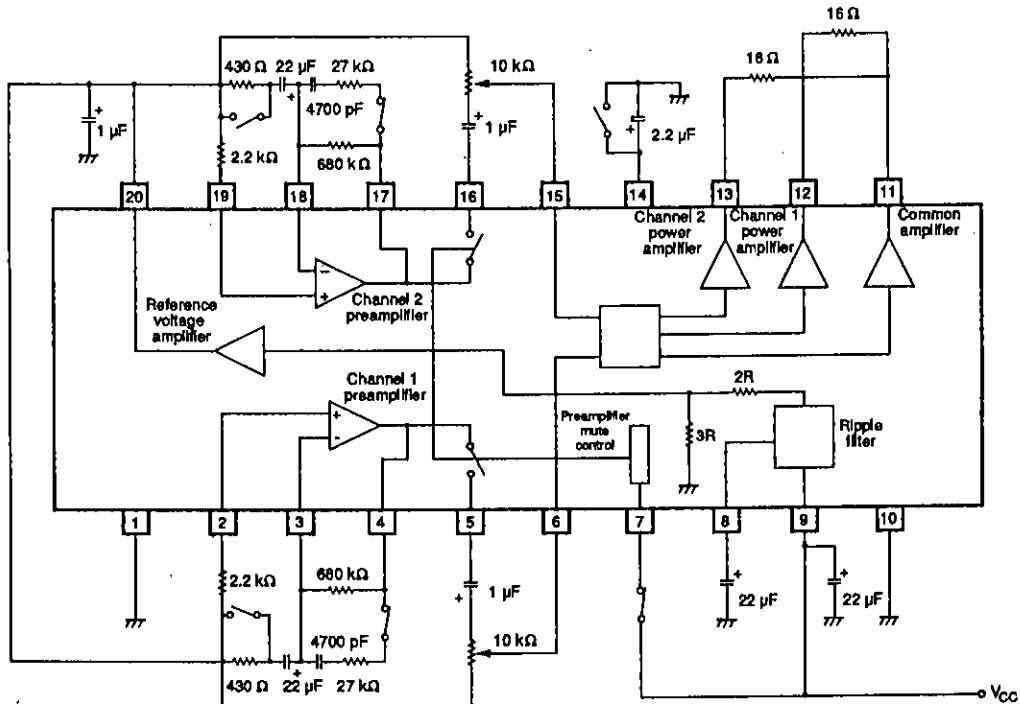 16 Ω
16 Ω
430 Ω
22 µF
27 kΩ
10 kΩ
+
+
4700 pF
+
1 µF
+
1 µF
+
2.2 µF
2.2 kΩ
680 kΩ
20
19
18
17
16
15
14
13
12
11
Channel 2
power
amplifier
Channel 1
power
amplifier
Common
amplifier
−
+
Channel 2
preamplifier
Reference
voltage
amplifier
Channel 1
preamplifier
+
-
Preamplifier
mute
control
2R
3R
Ripple
filter
1
2
3
4
5
6
7
8
9
10
2.2 kΩ
680 kΩ
+
1 µF
+
22 µF
+
22 µF
4700 pF
10 kΩ
+
430 Ω
22 µF
27 kΩ
VCC